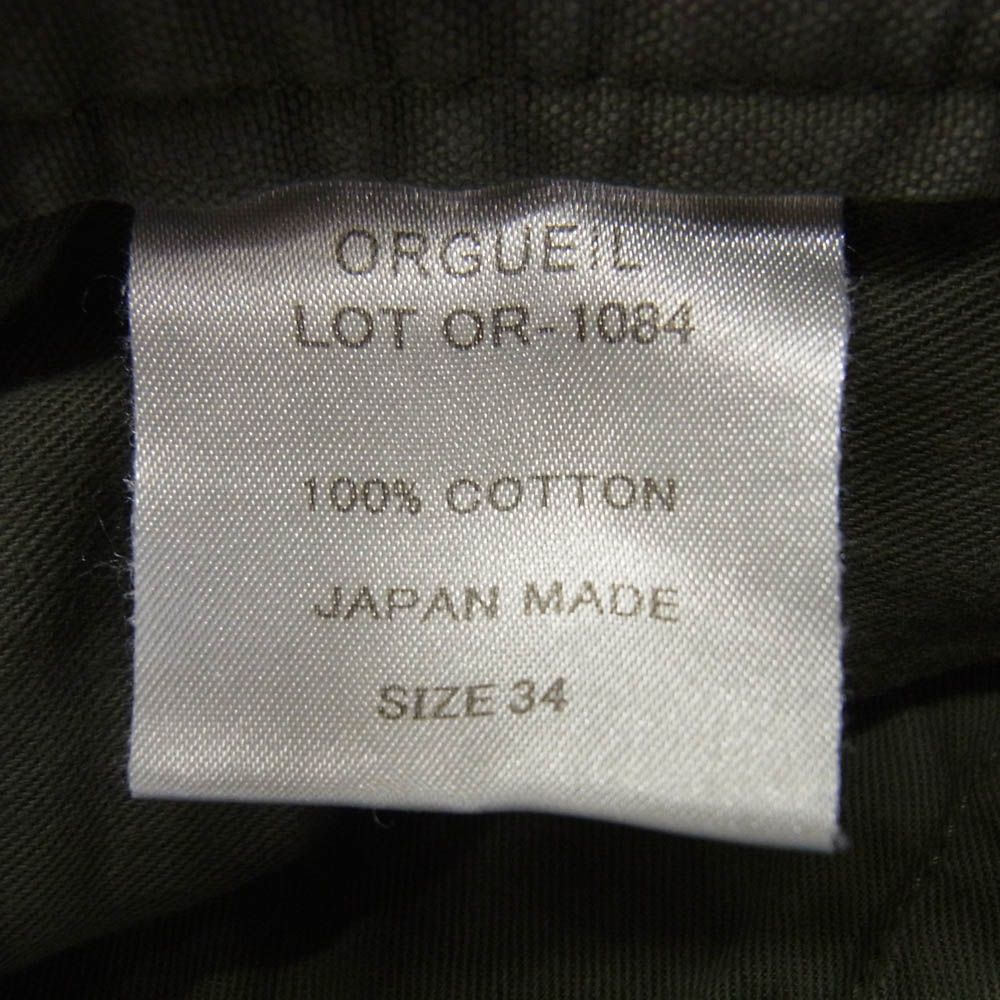 ORGUEIL
LOT OR-1084
100% COTTON
JAPAN MADE
SIZE 34